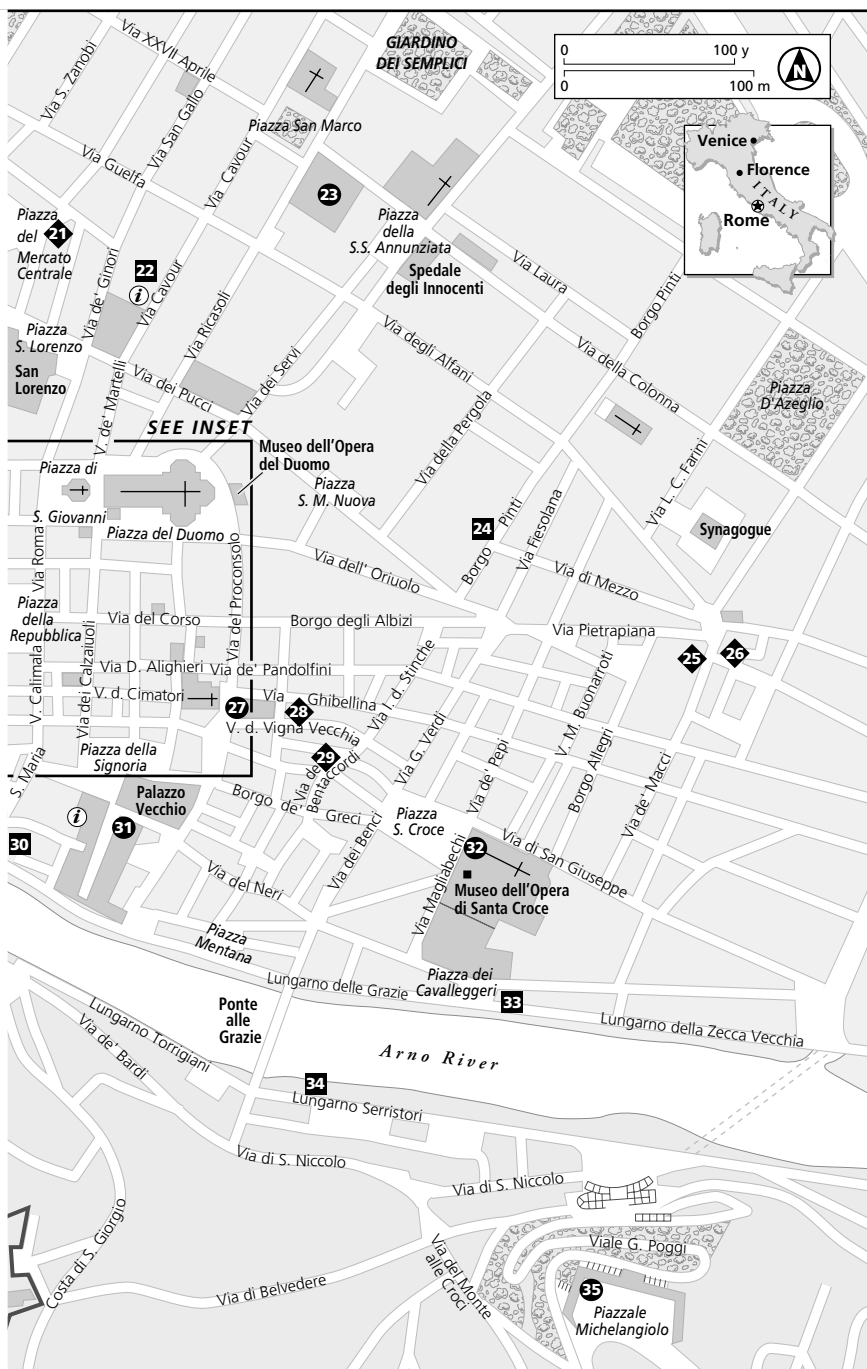 Via XXVII Aprile
GIARDINO
DEI SEMPLICI
0
100 y
0
100 m
N
Via S. Zanobi
Via San Gallo
Piazza San Marco
Via Guelfa
Via Cavour
Venice
Florence
ITALY
Rome
23
Piazza
del
Mercato
Centrale
21
Piazza
della
S.S. Annunziata
22
i
Via de' Ginori
Via Cavour
Via Ricasoli
Spedale
degli Innocenti
Via Laura
Borgo Pinti
Piazza
S. Lorenzo
San
Lorenzo
V. de' Martelli
Via dei Pucci
Via dei Servi
Via degli Alfani
Via della Colonna
Piazza
D'Azeglio
SEE INSET
Museo dell'Opera
del Duomo
Via della Pergola
Via L. C. Farini
Piazza di
S. Giovanni
Piazza
S. M. Nuova
Piazza del Duomo
24
Borgo Pinti
Via Fiesolana
Synagogue
Via Roma
Via dell' Oriuolo
Via di Mezzo
Via del Proconsolo
Piazza
della
Repubblica
Via del Corso
Borgo degli Albizi
Via Pietrapiana
Via dei Calzaiuoli
Via D. Alighieri
Via de' Pandolfini
Via I. d. Stinche
25
26
V. Calimala
V. d. Cimatori
27
Via Ghibellina
28
V. d. Vigna Vecchia
V. M. Buonarroti
Via G. Verdi
Via de' Pepi
Borgo Allegri
Via de' Macci
Piazza della
Signoria
29
Via de'
Bentaccordi
S. Maria
Palazzo
Vecchio
Borgo de' Greci
Piazza
S. Croce
i
31
30
Via dei Benci
32
Via di San Giuseppe
Via del Neri
Via Magliabechi
Museo dell'Opera
di Santa Croce
Piazza
Mentana
Piazza dei
Cavalleggeri
Lungarno delle Grazie
33
Lungarno della Zecca Vecchia
Ponte
alle
Grazie
Lungarno Torrigiani
Via de' Bardi
Arno River
34
Lungarno Serristori
Via di S. Niccolo
Via di S. Niccolo
Costa di S. Giorgio
Viale G. Poggi
Via del Monte
alle Croci
Via di Belvedere
35
Piazzale
Michelangiolo